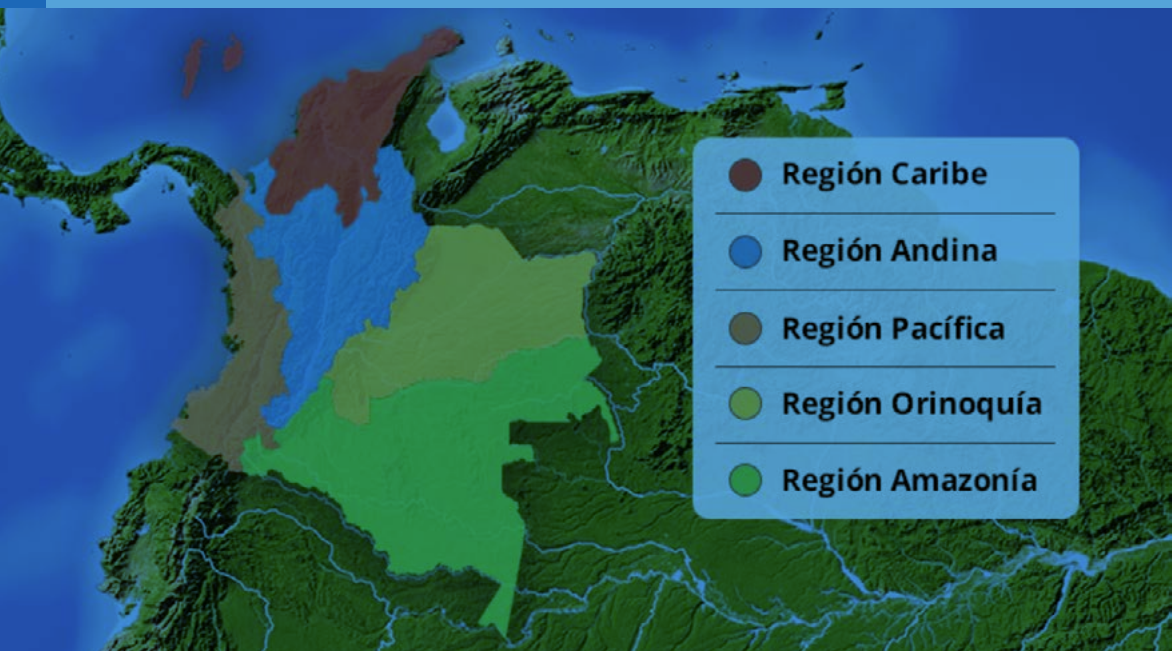 Región Caribe
Región Andina
Región Pacífica
Región Orinoquía
Región Amazonía